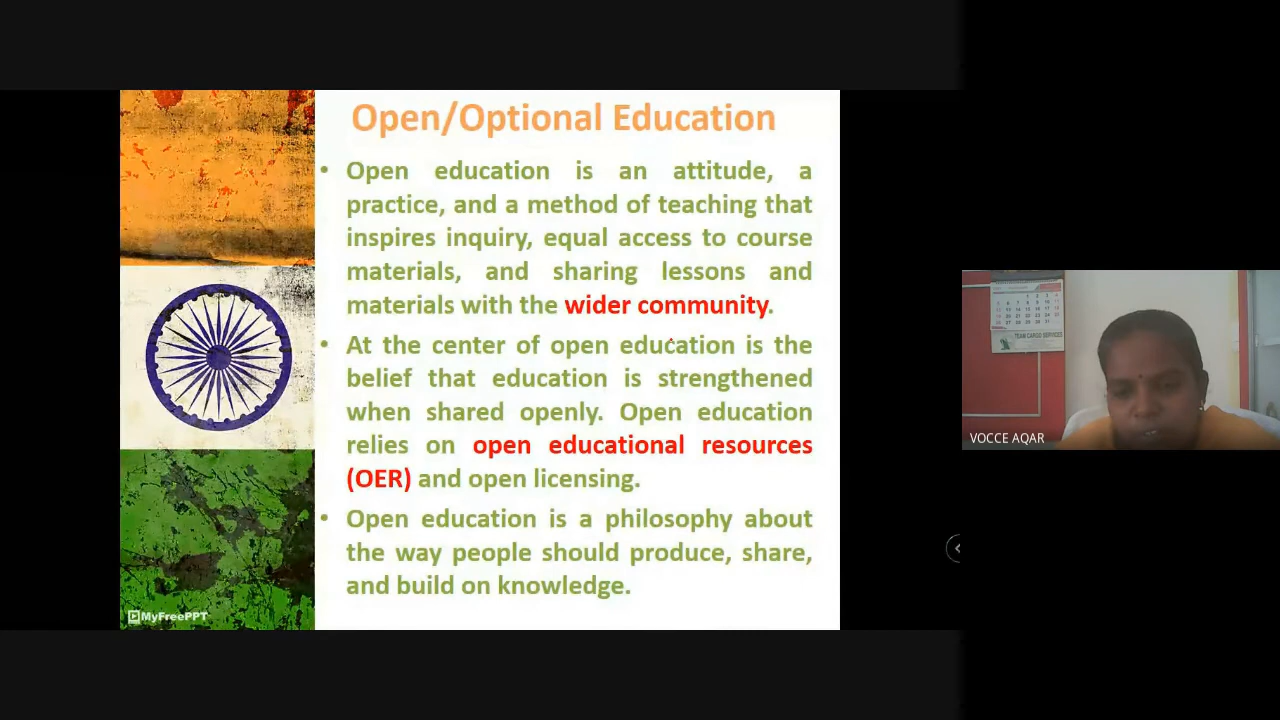 Open/Optional Education
• Open education is an attitude, a
practice, and a method of teaching that
inspires inquiry, equal access to course
materials, and sharing lessons and
materials with the wider community.
• At the center of open education is the
belief that education is strengthened
when shared openly. Open education
relies on open educational resources
(OER) and open licensing.
• Open education is a philosophy about
the way people should produce, share,
and build on knowledge.
MyFreePPT
TEAM CARGO SERVICES
VOCCE AQAR